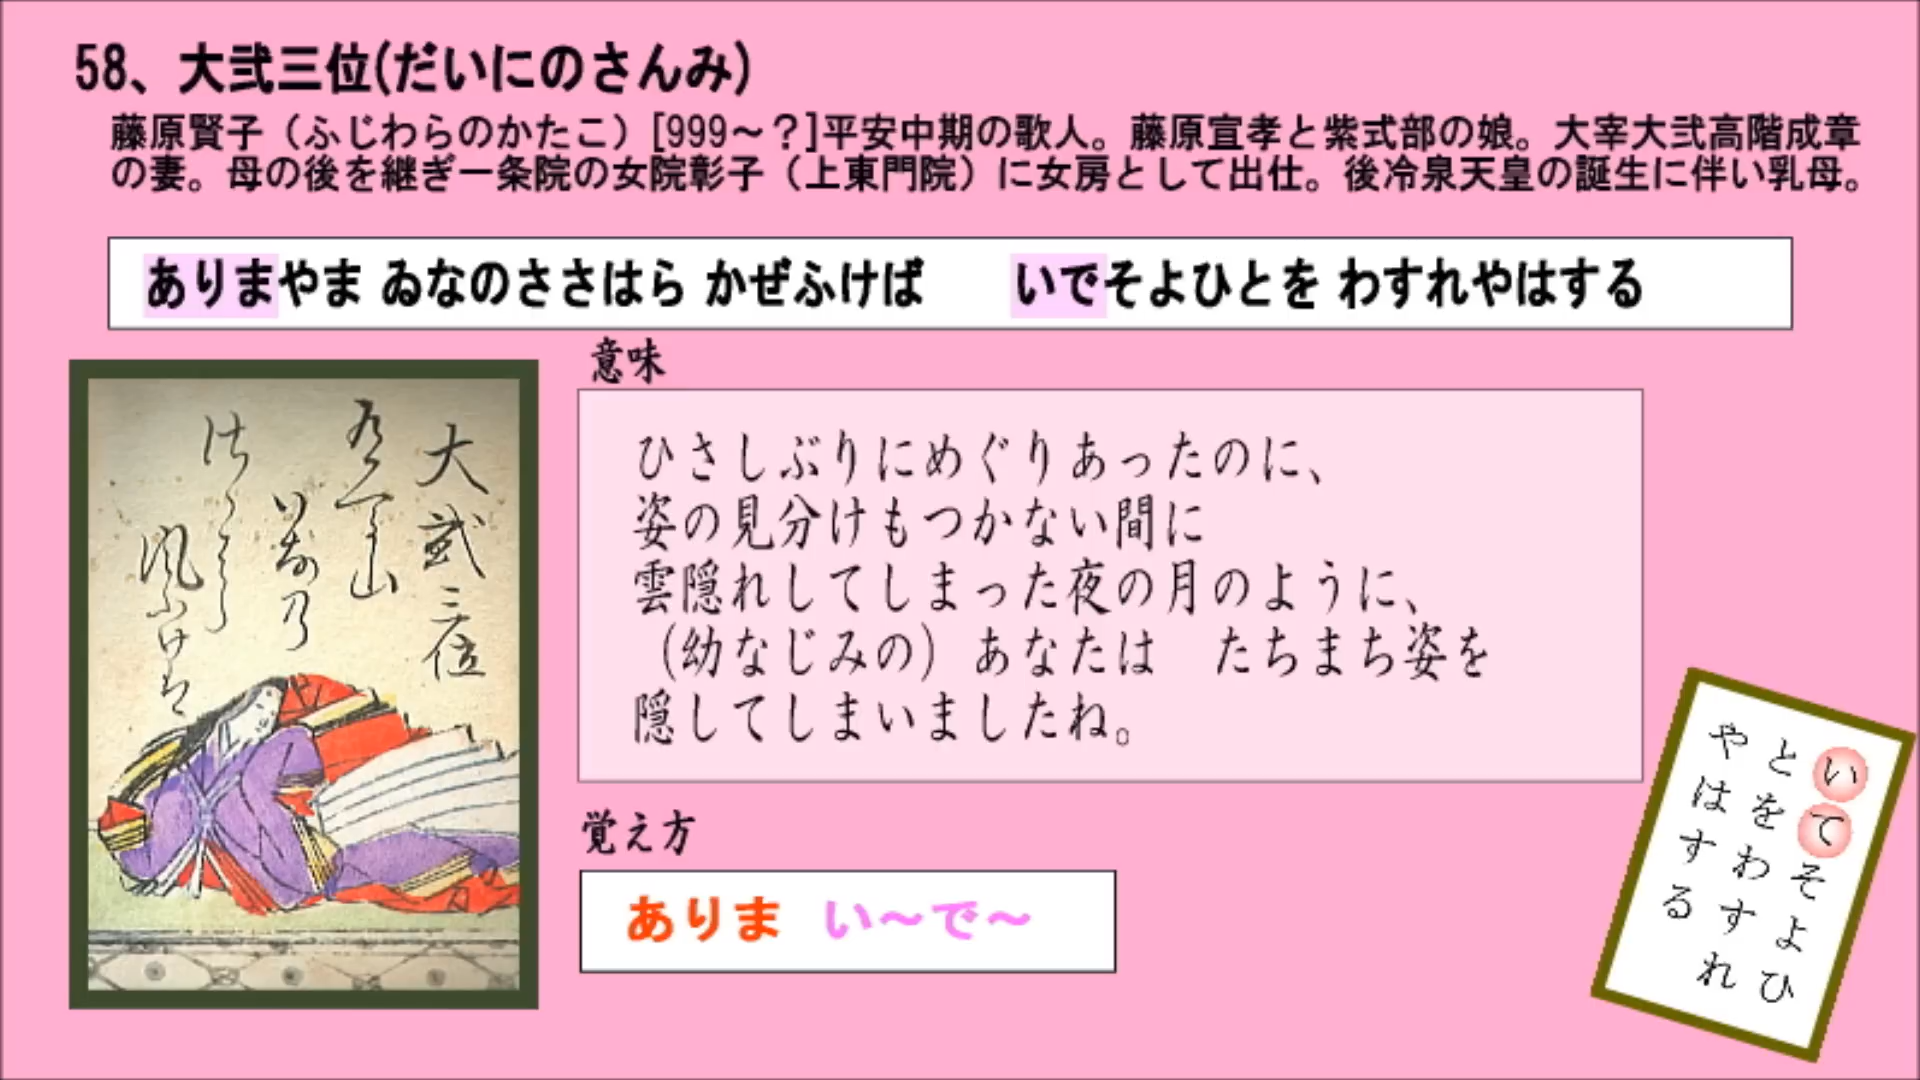 58、大弐三位(だいにのさんみ)
藤原賢子（ふじわらのかたこ）[999～？]平安中期の歌人。藤原宣孝と紫式部の娘。大宰大弐高階成章
の妻。母の後を継ぎ一条院の女院彰子（上東門院）に女房として出仕。後冷泉天皇の誕生に伴い乳母。
ありまやま ゐなのささはら かぜふけば　　いでそよひとを わすれやはする
意味
ひさしぶりにめぐりあったのに、
姿の見分けもつかない間に
雲隠れしてしまった夜の月のように、
（幼なじみの）あなたは　たちまち姿を
隠してしまいましたね。
覚え方
ありま　い～で～
大弐三位
風ふけは
いてそよひ
とをわすれ
やはする